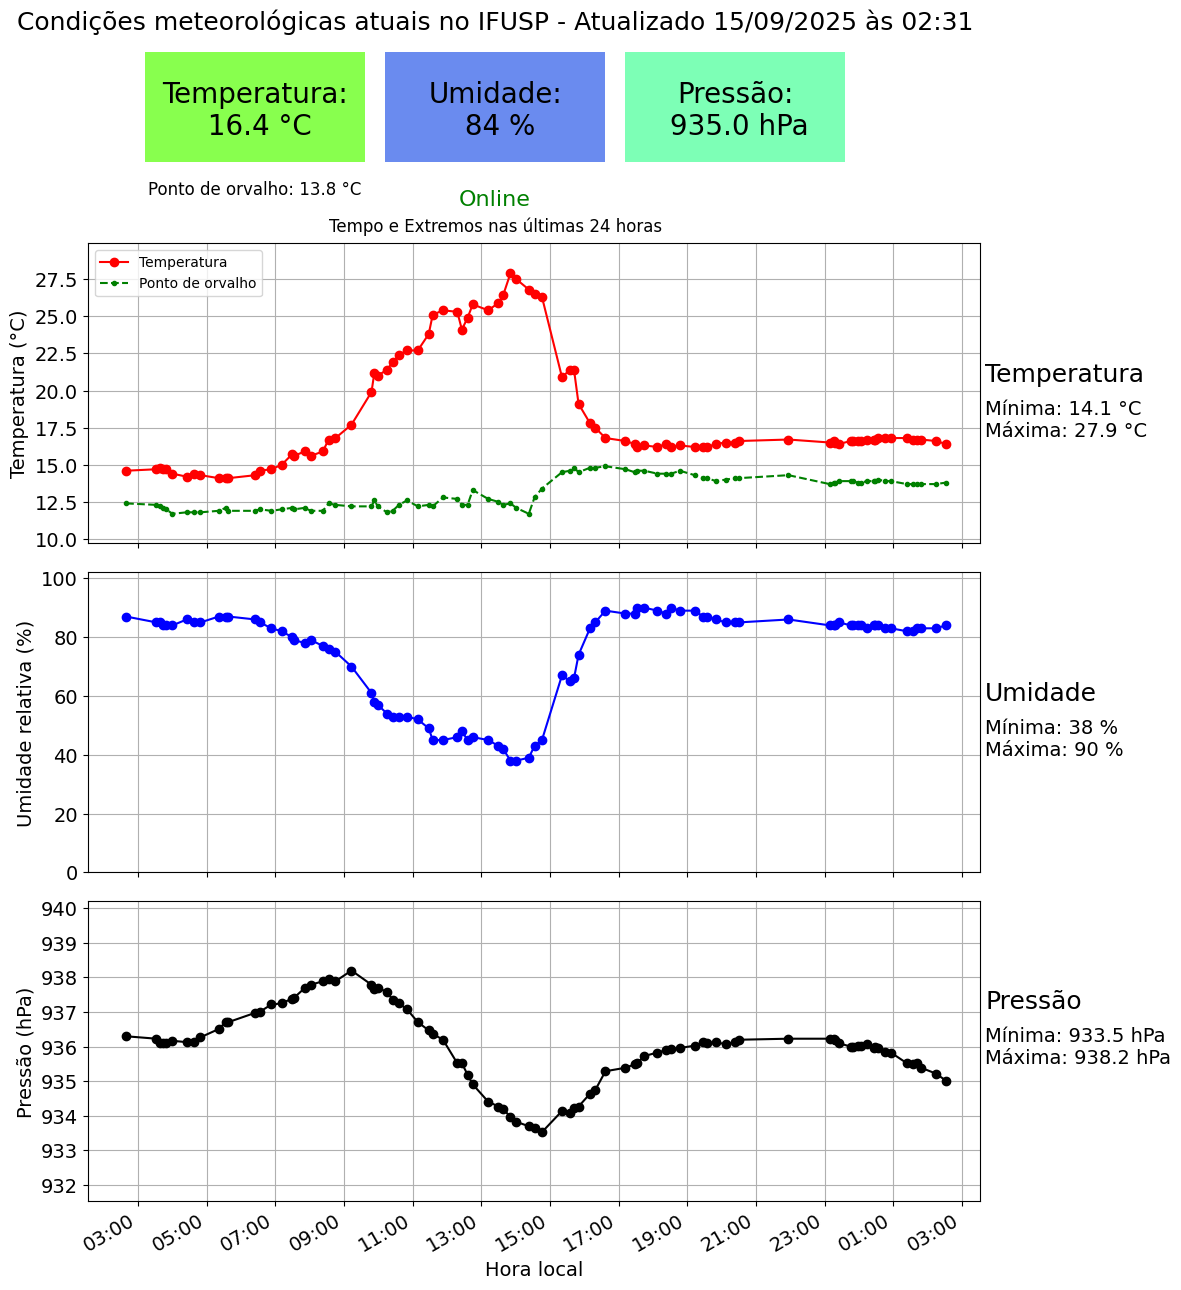 Condições meteorológicas atuais no IFUSP - Atualizado 15/09/2025 às 02:31
Temperatura:
16.4 °C
Umidade:
84 %
Pressão:
935.0 hPa
Ponto de orvalho: 13.8 °C
Online
Tempo e Extremos nas últimas 24 horas
Temperatura
Ponto de orvalho
Temperatura (°C)
27.5
25.0
22.5
20.0
17.5
15.0
12.5
10.0
Temperatura
Mínima: 14.1 °C
Máxima: 27.9 °C
Umidade relativa (%)
100
80
60
40
20
0
Umidade
Mínima: 38 %
Máxima: 90 %
Pressão (hPa)
940
939
938
937
936
935
934
933
932
Pressão
Mínima: 933.5 hPa
Máxima: 938.2 hPa
03:00 05:00 07:00 09:00 11:00 13:00 15:00 17:00 19:00 21:00 23:00 01:00 03:00
Hora local